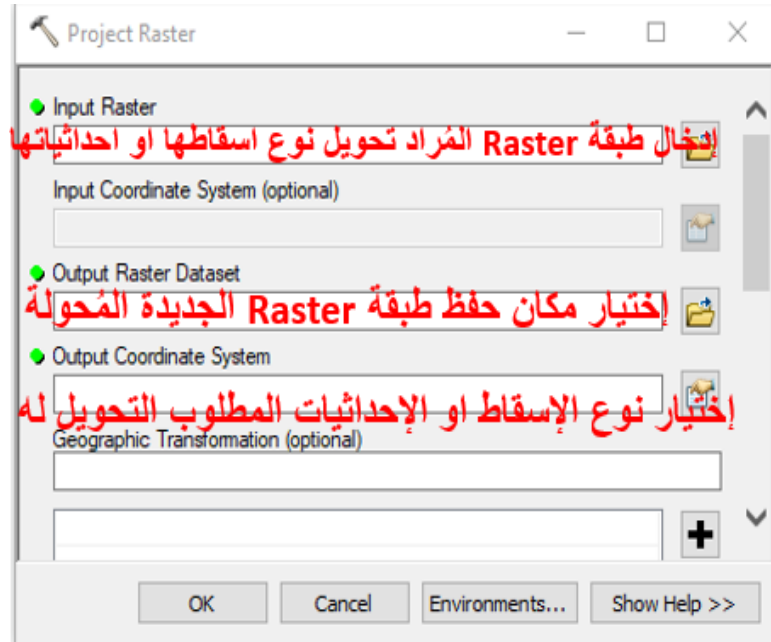 Project Raster
Input Raster
إدخال طبقة Raster المُراد تحويل نوع اسقاطها او احداثياتها
Input Coordinate System (optional)
Output Raster Dataset
إختيار مكان حفظ طبقة Raster الجديدة المُحولة
Output Coordinate System
إختيار نوع الإسقاط او الإحداثيات المطلوب التحويل له
Geographic Transformation (optional)
OK Cancel Environments... Show Help >>